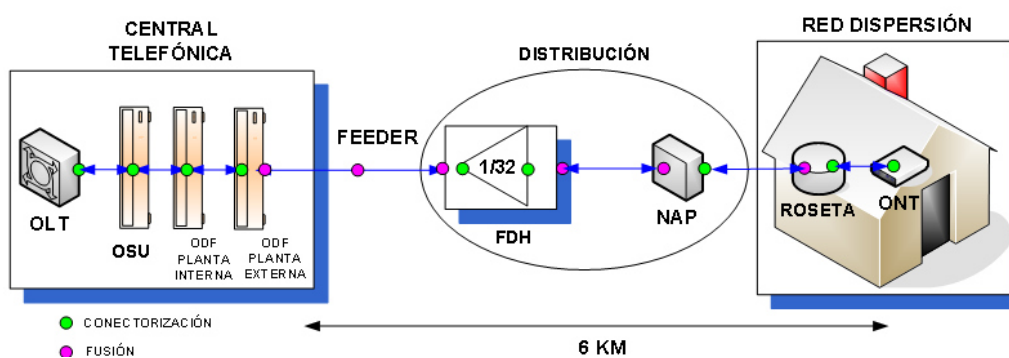 CENTRAL
TELEFÓNICA
OLT
OSU
ODF
PLANTA
INTERNA
ODF
PLANTA
EXTERNA
FEEDER
DISTRIBUCIÓN
1/32
FDH
NAP
RED DISPERSIÓN
ROSETA
ONT
CONECTORIZACIÓN
FUSIÓN
6 KM